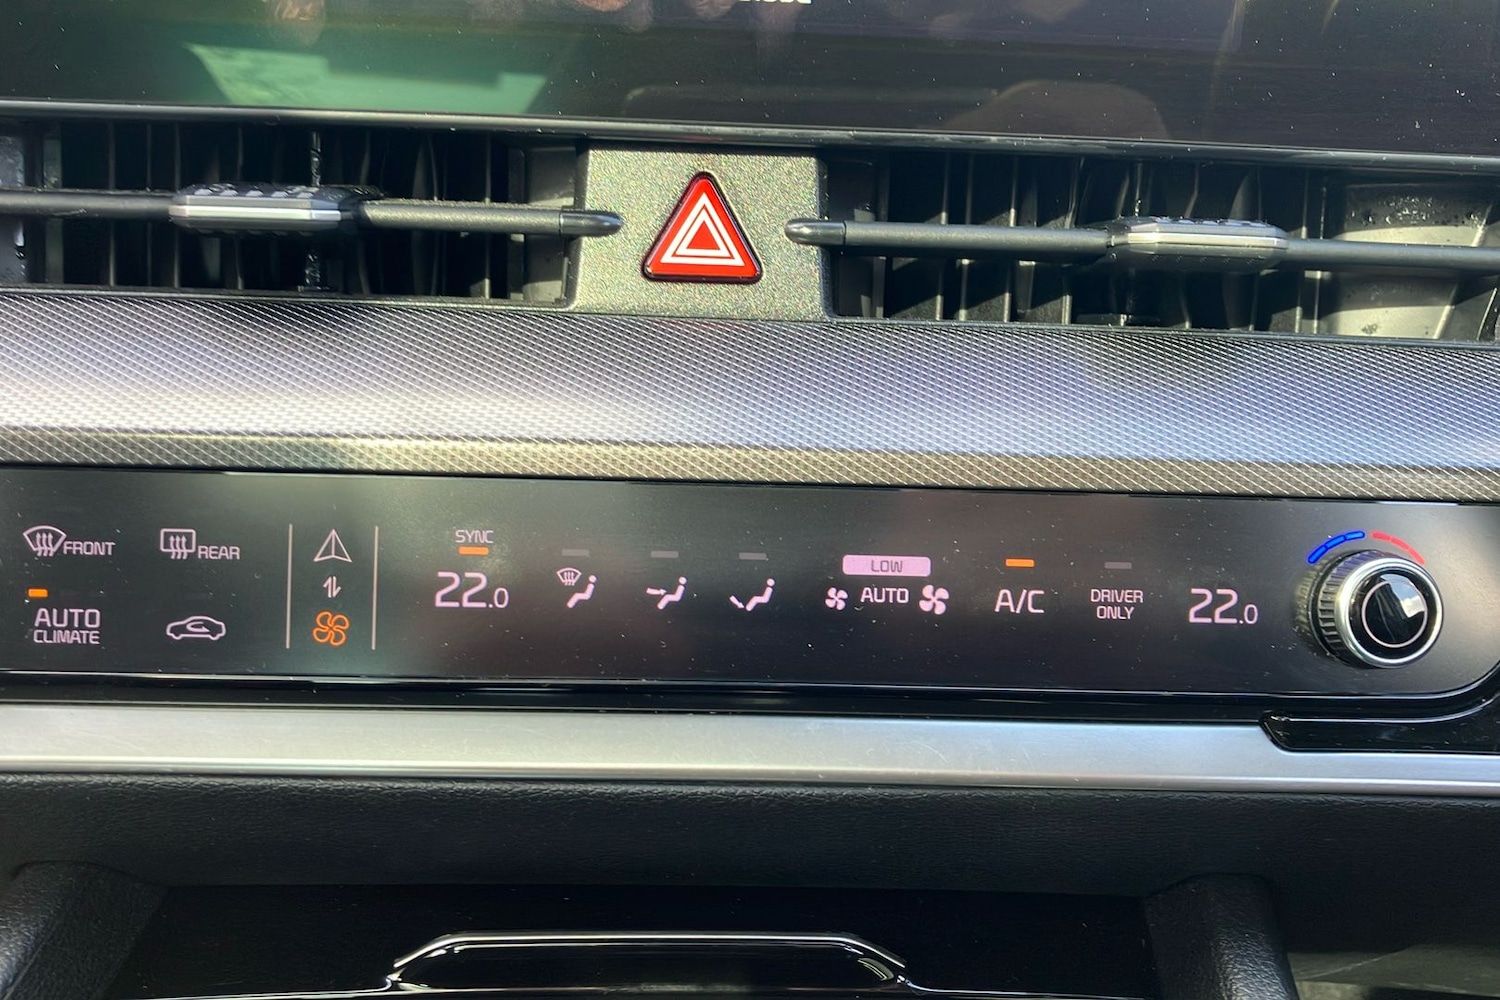 FRONT
REAR
AUTO
CLIMATE
SYNC
22.0
LOW
AUTO
A/C
DRIVER
ONLY
22.0